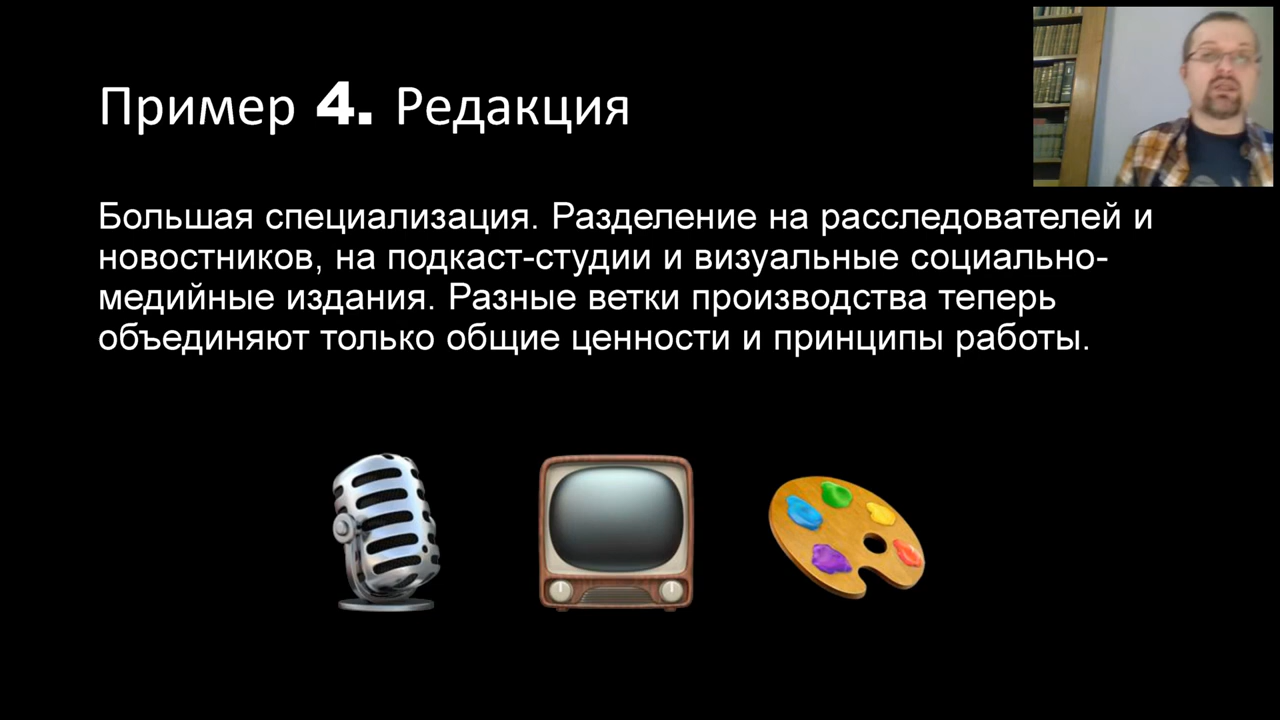 Пример 4. Редакция
Большая специализация. Разделение на расследователей и
новостников, на подкаст-студии и визуальные социально-
медийные издания. Разные ветки производства теперь
объединяют только общие ценности и принципы работы.